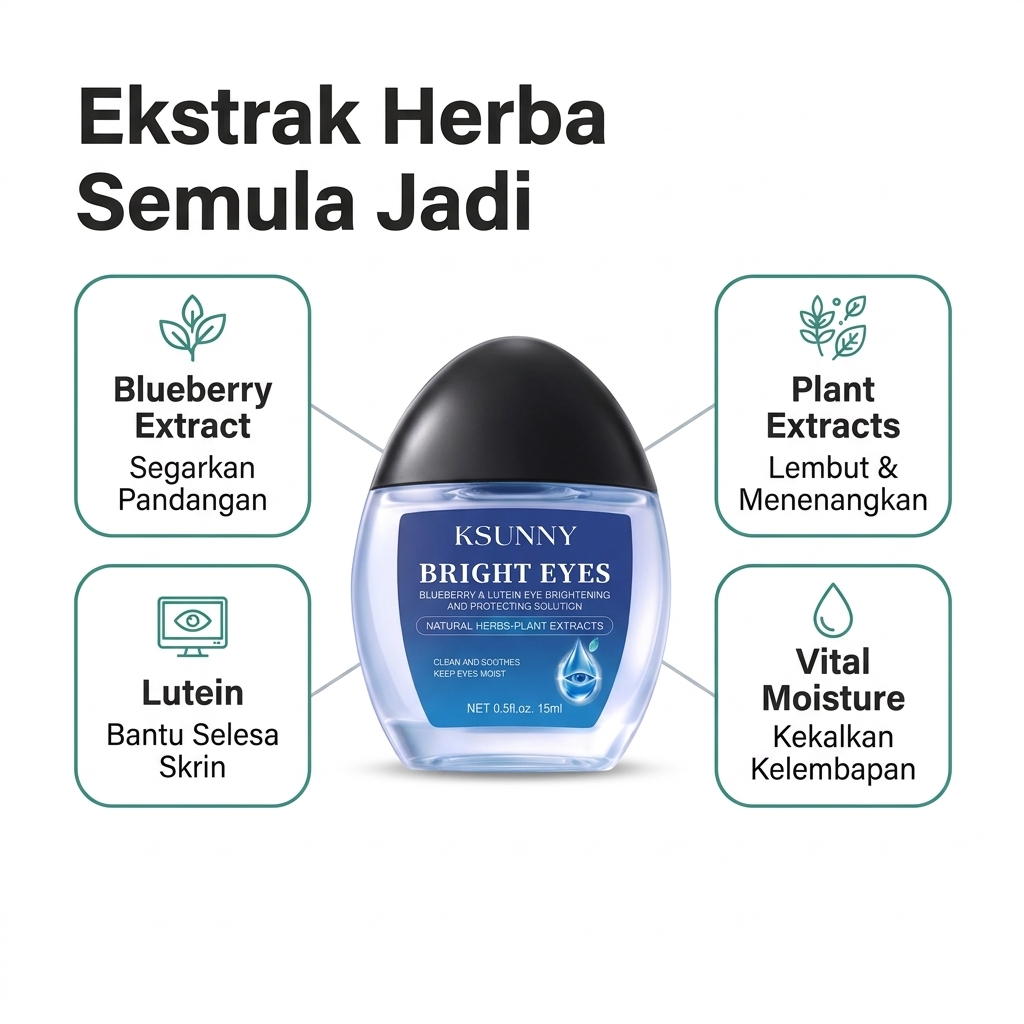 Ekstrak Herba
Semula Jadi
Blueberry
Extract
Segarkan
Pandangan
Plant
Extracts
Lembut &
Menenangkan
KSUNNY
BRIGHT EYES
BLUEBERRY & LUTEIN EYE BRIGHTENING
AND PROTECTING SOLUTION
NATURAL HERBS-PLANT EXTRACTS
CLEAN AND SOOTHES
KEEP EYES MOIST
NET 0.5fl.oz. 15ml
Lutein
Bantu Selesa
Skrin
Vital
Moisture
Kekalkan
Kelembapan